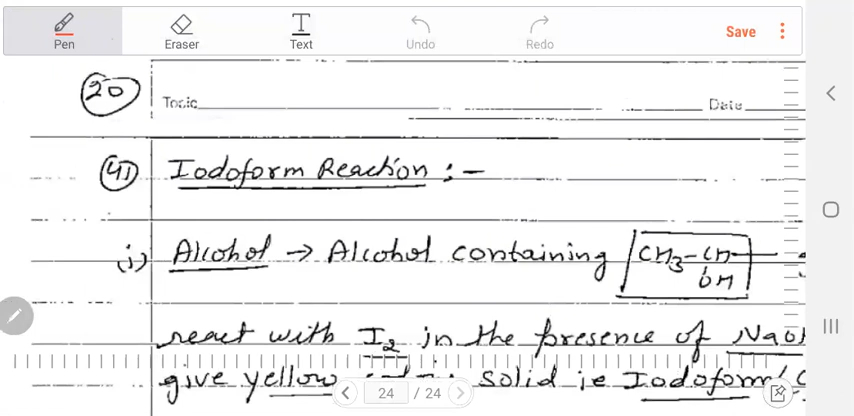 Pen Eraser Text Undo Redo Save
20
Topic Date
41 Iodoform Reaction :-
(i) Alcohol → Alcohol containing CH3-CH-
OH
react with I2 in the presence of NaOH
give yellow solid ie Iodoform
24 / 24